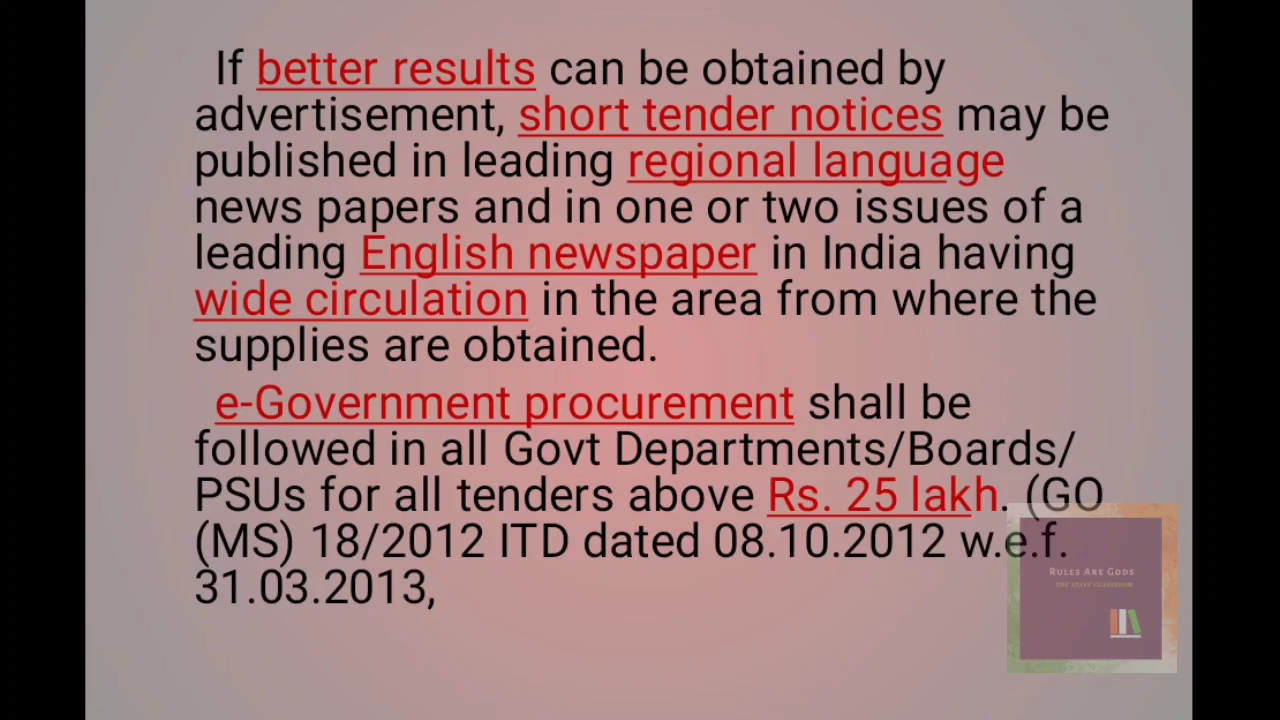 If better results can be obtained by
advertisement, short tender notices may be
published in leading regional language
news papers and in one or two issues of a
leading English newspaper in India having
wide circulation in the area from where the
supplies are obtained.
e-Government procurement shall be
followed in all Govt Departments/Boards/
PSUs for all tenders above Rs. 25 lakh. (GO
(MS) 18/2012 ITD dated 08.10.2012 w.e.f.
31.03.2013,
RULES ARE GODS
THE STAFF CLASSROOM